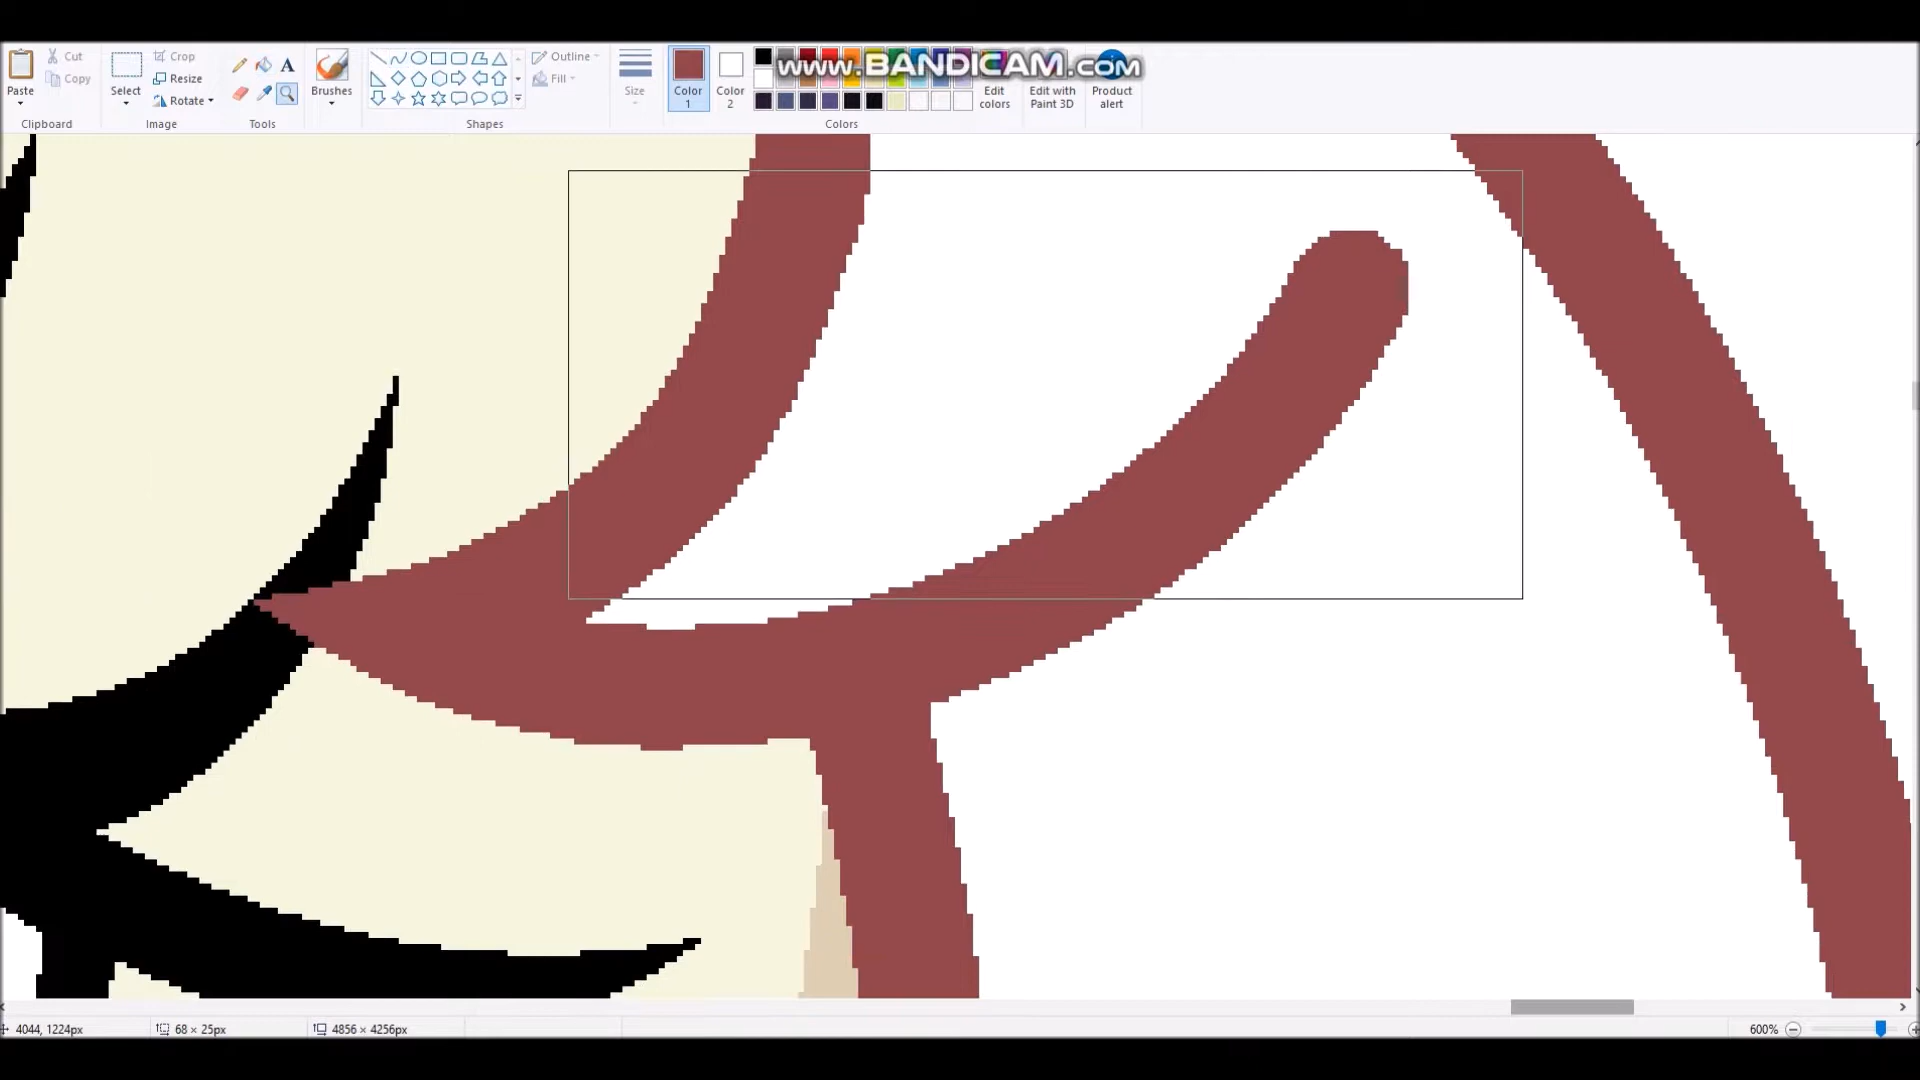 www.BANDICAM.com
Paste
Cut
Copy
Clipboard
Select
Crop
Resize
Rotate
Image
A
Tools
Brushes
Shapes
Outline
Fill
Size
Color 1
Color 2
Colors
Edit colors
Edit with Paint 3D
Product alert
4044, 1224px
68 × 25px
4856 × 4256px
600%